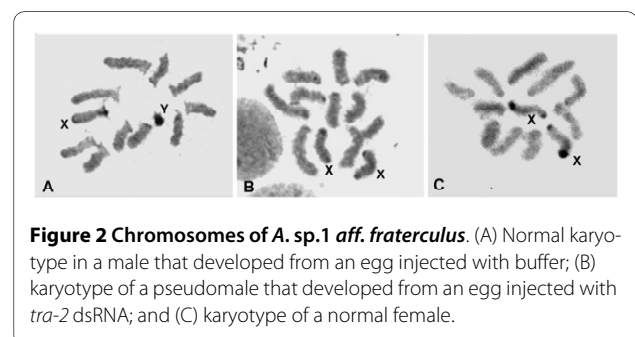 Y
X
A
X
X
B
X
X
C
Figure 2 Chromosomes of A. sp.1 aff. fraterculus. (A) Normal karyo-
type in a male that developed from an egg injected with buffer; (B)
karyotype of a pseudomale that developed from an egg injected with
tra-2 dsRNA; and (C) karyotype of a normal female.